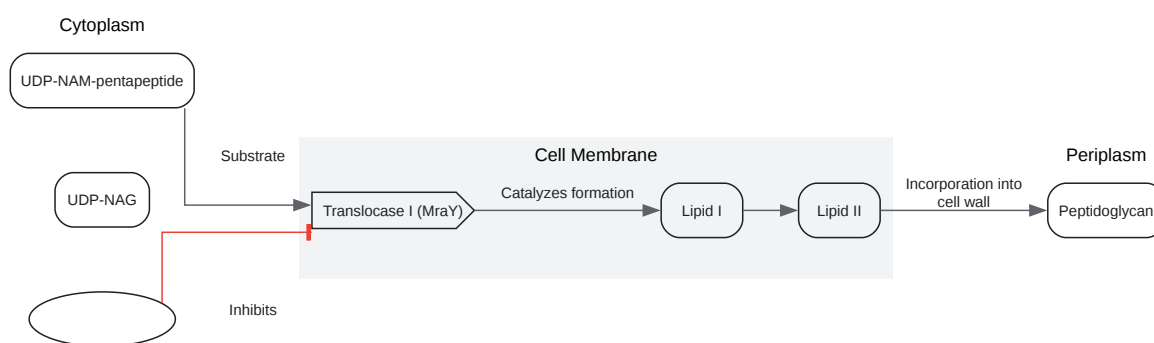 Cytoplasm
UDP-NAM-pentapeptide
Substrate
Cell Membrane
Periplasm
UDP-NAG
Translocase I (MraY)
Catalyzes formation
Lipid I
Lipid II
Incorporation into
cell wall
Peptidoglycan
Inhibits